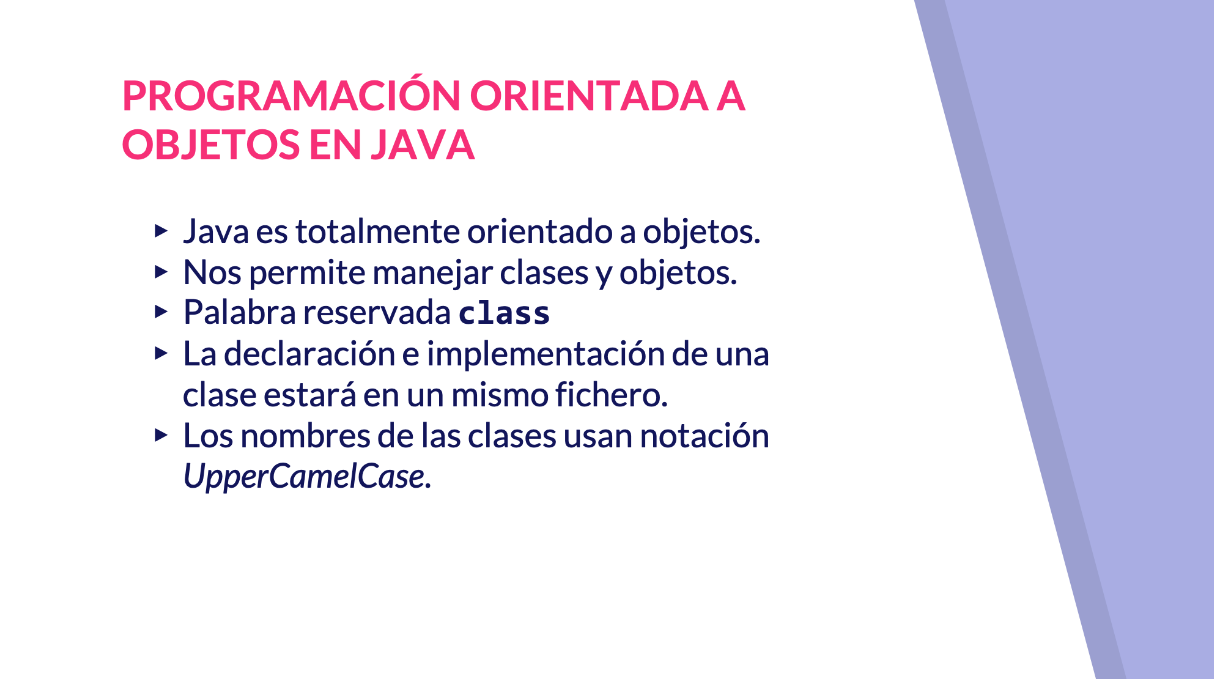 PROGRAMACIÓN ORIENTADA A
OBJETOS EN JAVA
▸ Java es totalmente orientado a objetos.
▸ Nos permite manejar clases y objetos.
▸ Palabra reservada class
▸ La declaración e implementación de una
clase estará en un mismo fichero.
▸ Los nombres de las clases usan notación
UpperCamelCase.